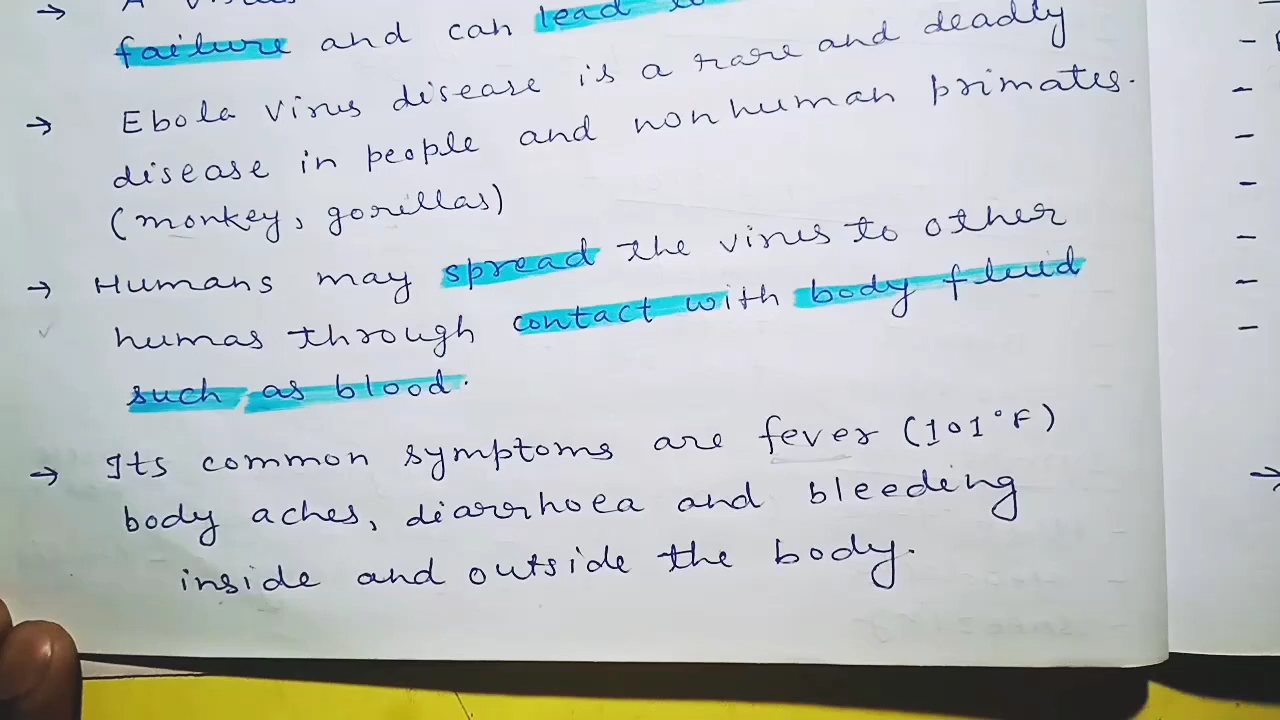 → A
failure and can lead to
→ Ebola Virus disease is a rare and deadly
disease in people and nonhuman primates.
(monkey, gorillas)
→ Humans may spread the virus to other
humas through contact with body fluid
such as blood.
→ Its common symptoms are fever (101°F)
body aches, diarrhoea and bleeding
inside and outside the body.